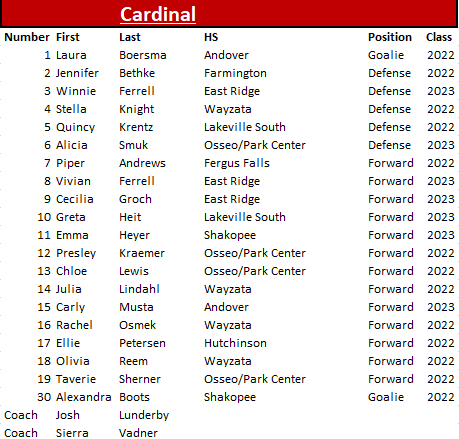 Cardinal
Number First Last HS Position Class
1 Laura Boersma Andover Goalie 2022
2 Jennifer Bethke Farmington Defense 2022
3 Winnie Ferrell East Ridge Defense 2023
4 Stella Knight Wayzata Defense 2022
5 Quincy Krentz Lakeville South Defense 2022
6 Alicia Smuk Osseo/Park Center Defense 2023
7 Piper Andrews Fergus Falls Forward 2022
8 Vivian Ferrell East Ridge Forward 2023
9 Cecilia Groch East Ridge Forward 2023
10 Greta Heit Lakeville South Forward 2023
11 Emma Heyer Shakopee Forward 2023
12 Presley Kraemer Osseo/Park Center Forward 2022
13 Chloe Lewis Osseo/Park Center Forward 2022
14 Julia Lindahl Wayzata Forward 2022
15 Carly Musta Andover Forward 2023
16 Rachel Osmek Wayzata Forward 2022
17 Ellie Petersen Hutchinson Forward 2022
18 Olivia Reem Wayzata Forward 2022
19 Taverie Sherner Osseo/Park Center Forward 2022
30 Alexandra Boots Shakopee Goalie 2022
Coach Josh Lunderby
Coach Sierra Vadner